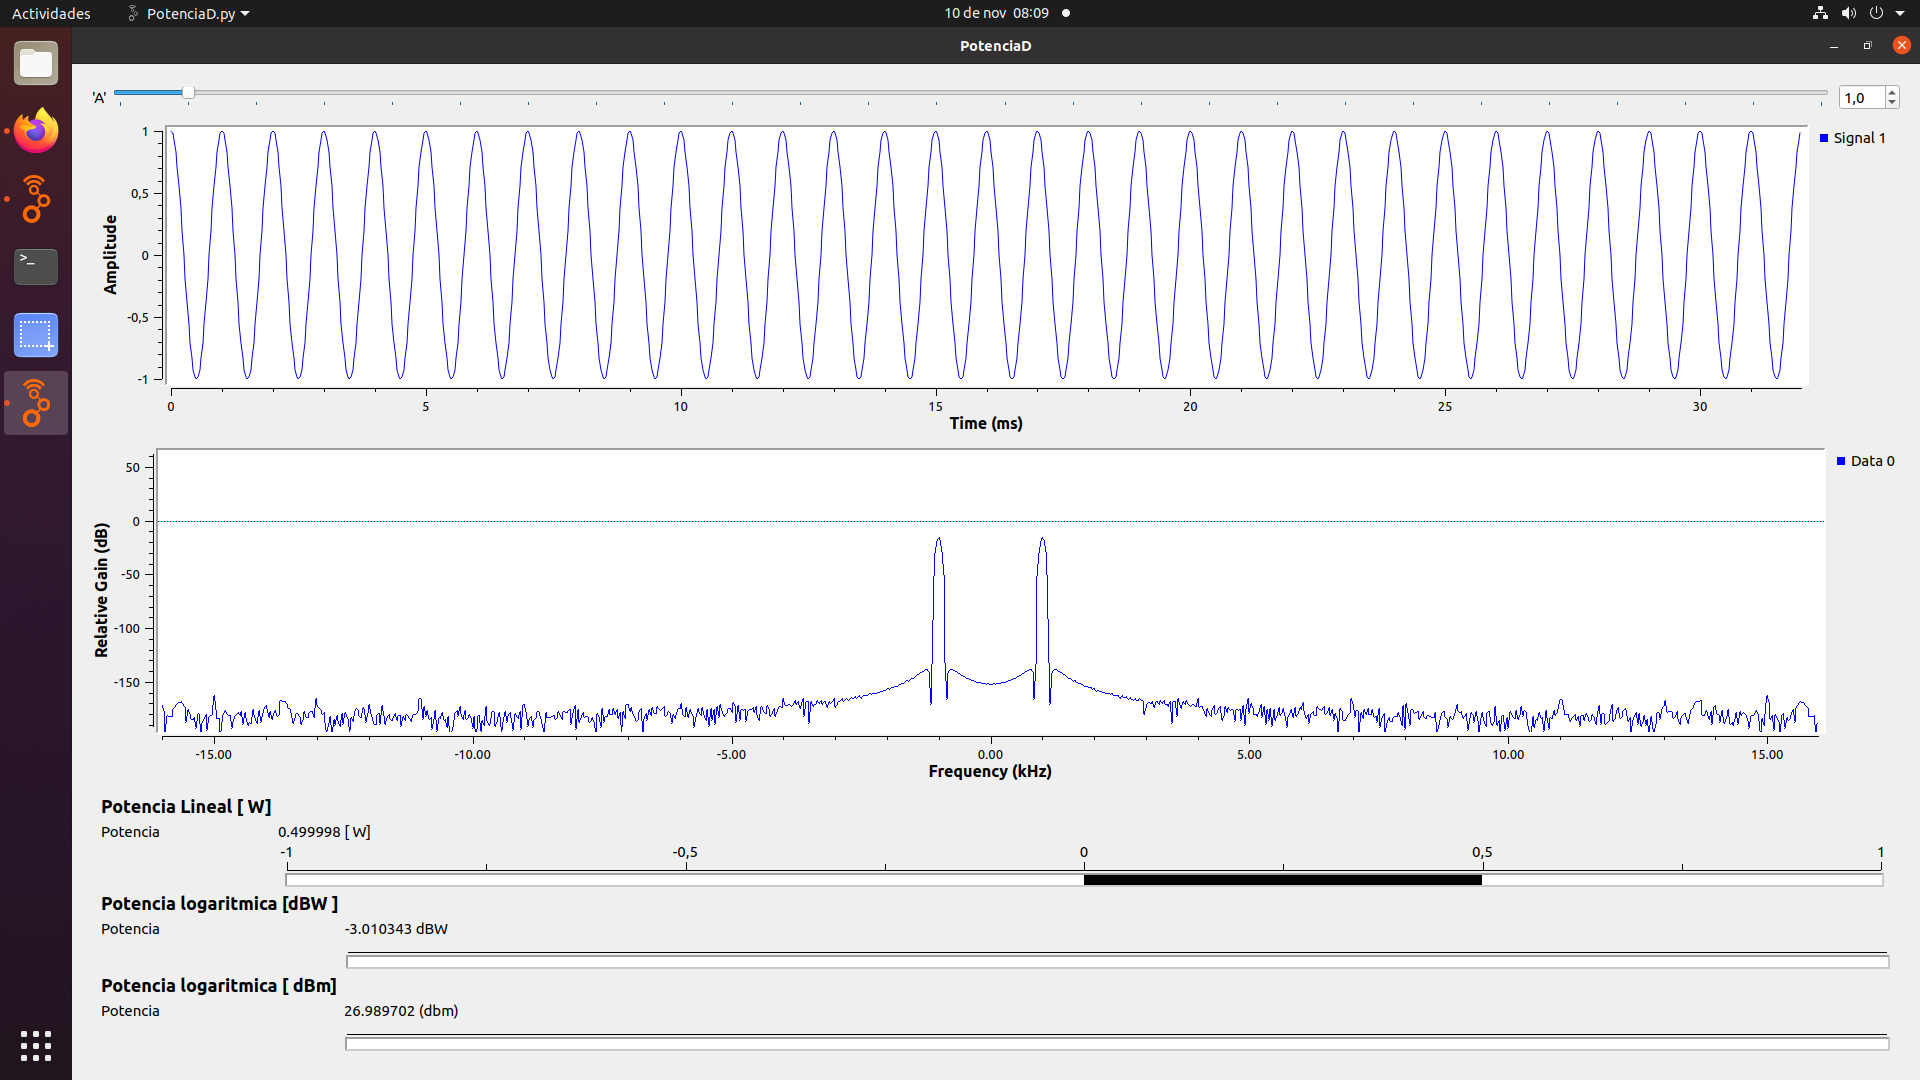 Actividades PotenciaD.py 10 de nov 08:09
PotenciaD
'A' 1,0
1
0,5
0
-0,5
-1
Amplitude
Signal 1
0 5 10 15 20 25 30
Time (ms)
50
0
-50
-100
-150
Relative Gain (dB)
Data 0
-15.00 -10.00 -5.00 0.00 5.00 10.00 15.00
Frequency (kHz)
Potencia Lineal [ W]
Potencia 0.499998 [ W]
-1 -0,5 0 0,5 1
Potencia logaritmica [dBW ]
Potencia -3.010343 dBW
Potencia logaritmica [ dBm]
Potencia 26.989702 (dbm)